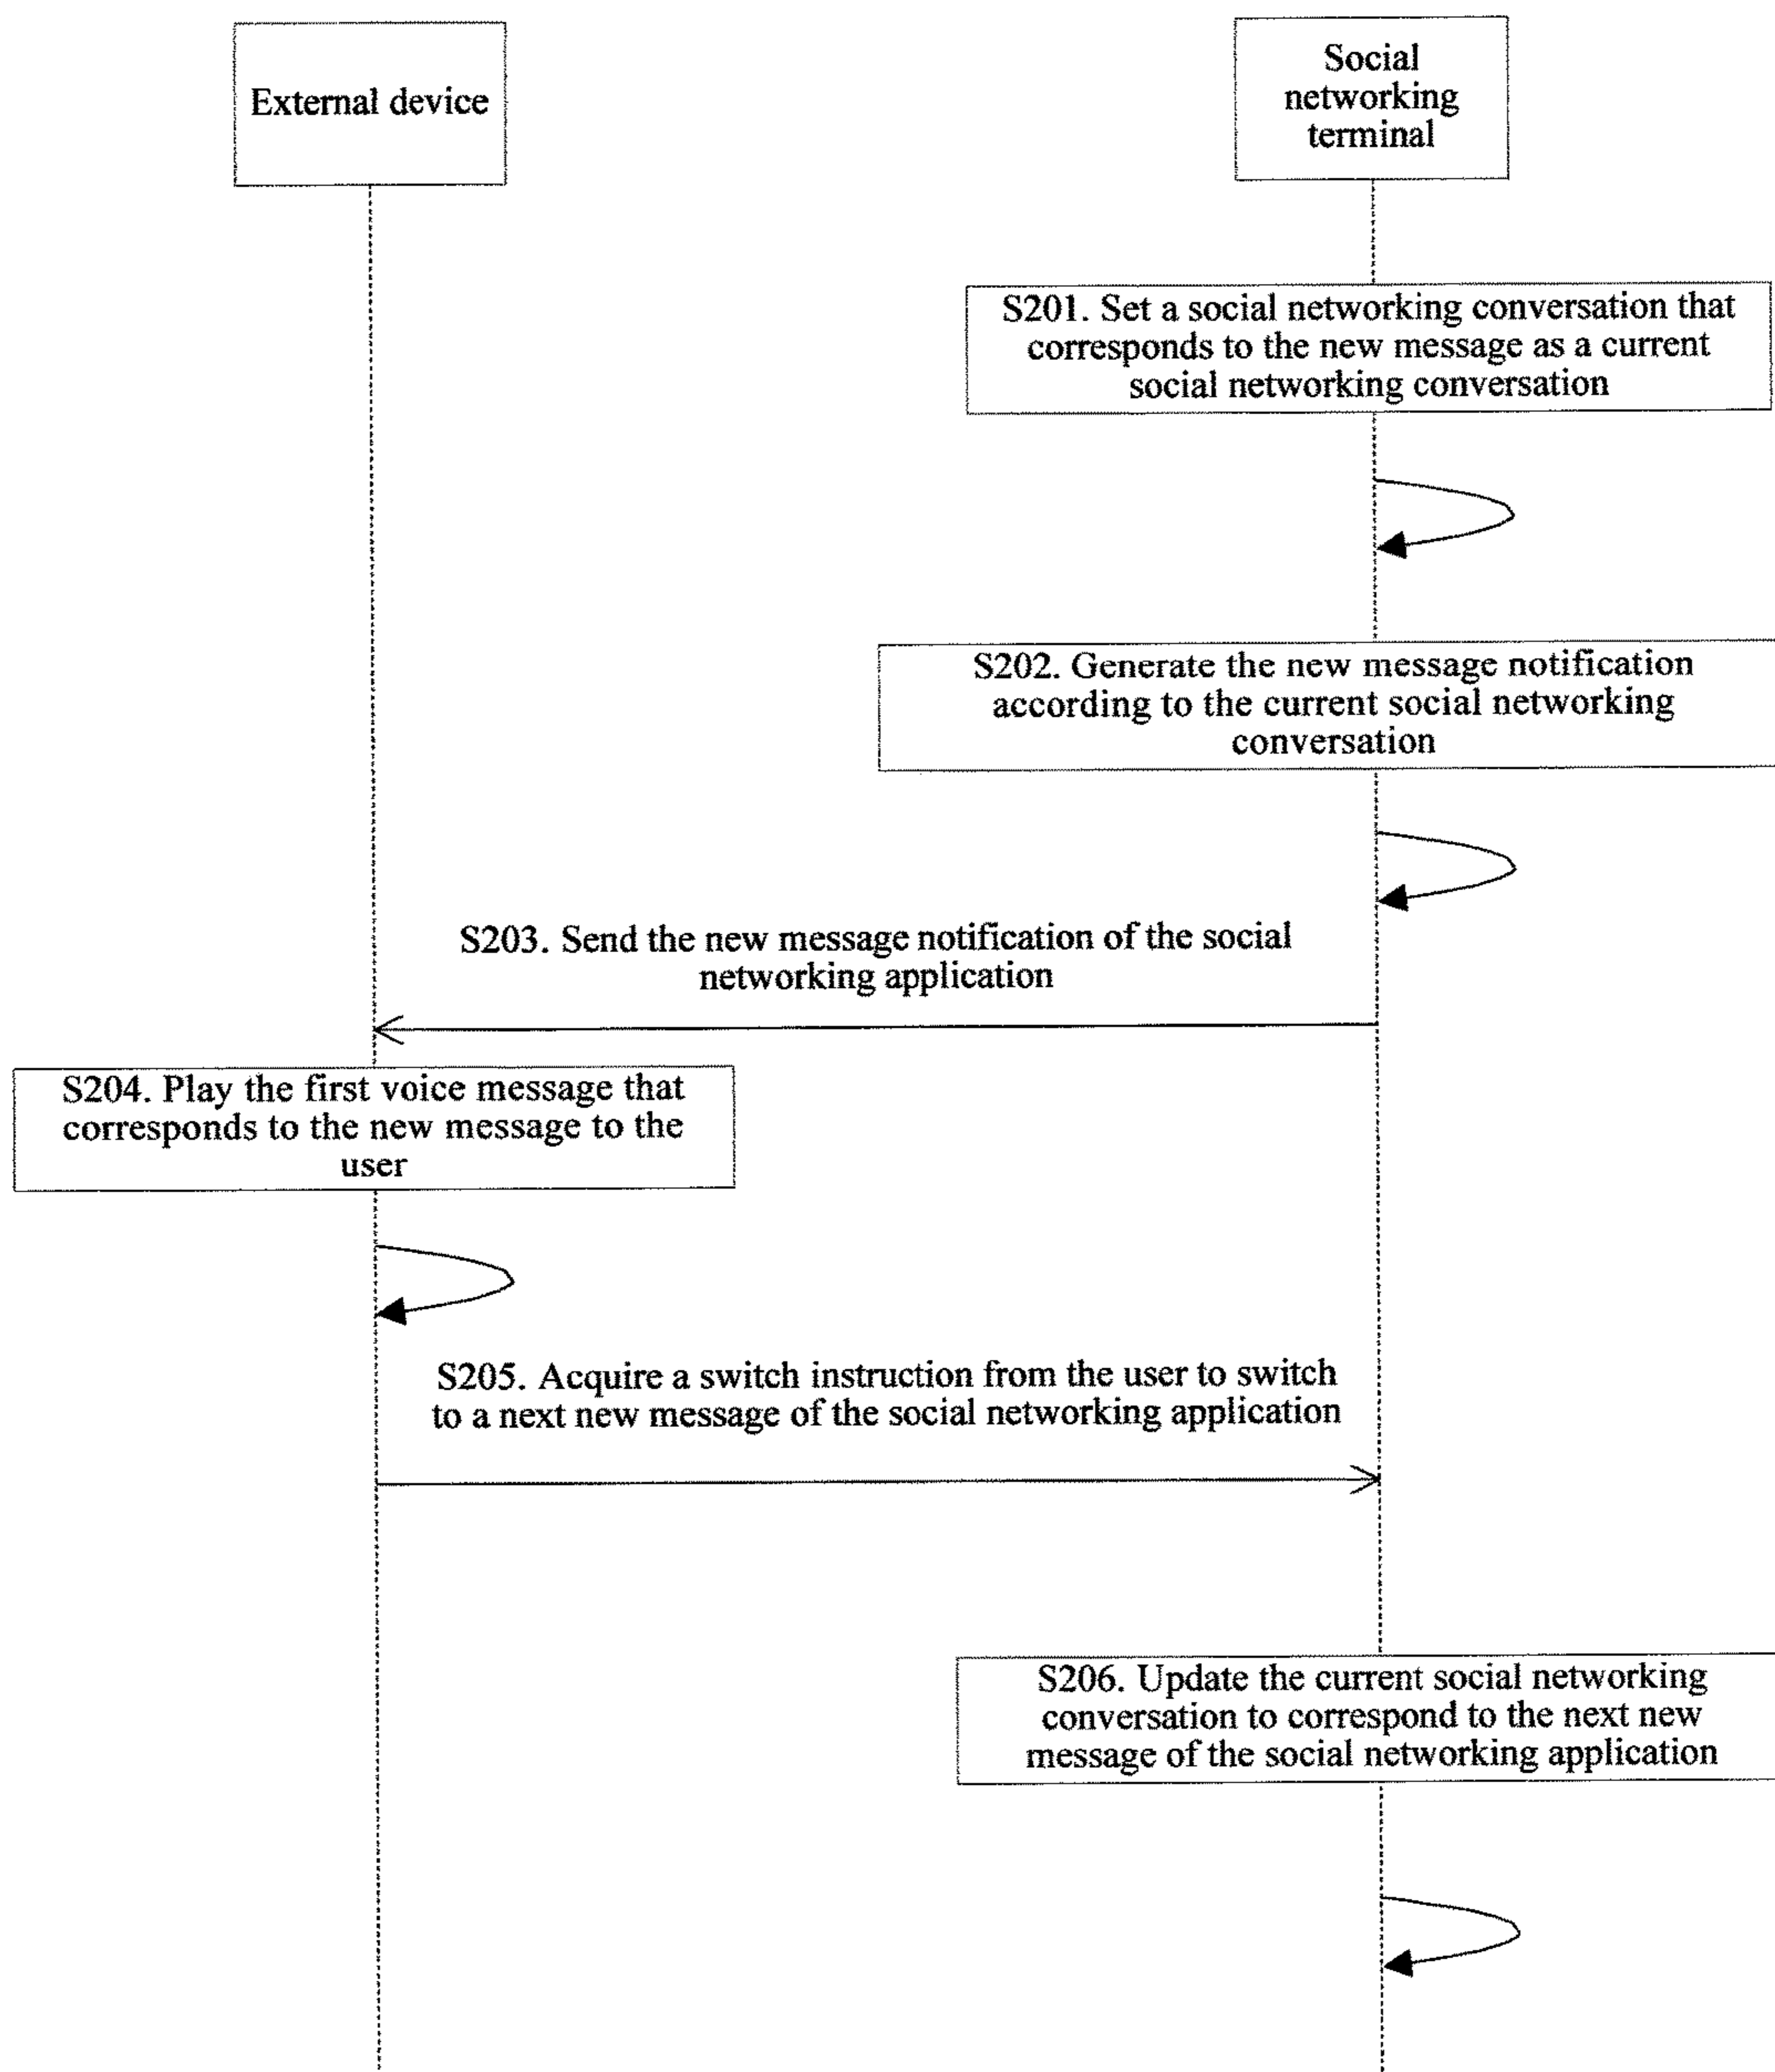 External device
Social
networking
terminal
S201. Set a social networking conversation that
corresponds to the new message as a current
social networking conversation
S202. Generate the new message notification
according to the current social networking
conversation
S203. Send the new message notification of the social
networking application
S204. Play the first voice message that
corresponds to the new message to the
user
S205. Acquire a switch instruction from the user to switch
to a next new message of the social networking application
S206. Update the current social networking
conversation to correspond to the next new
message of the social networking application